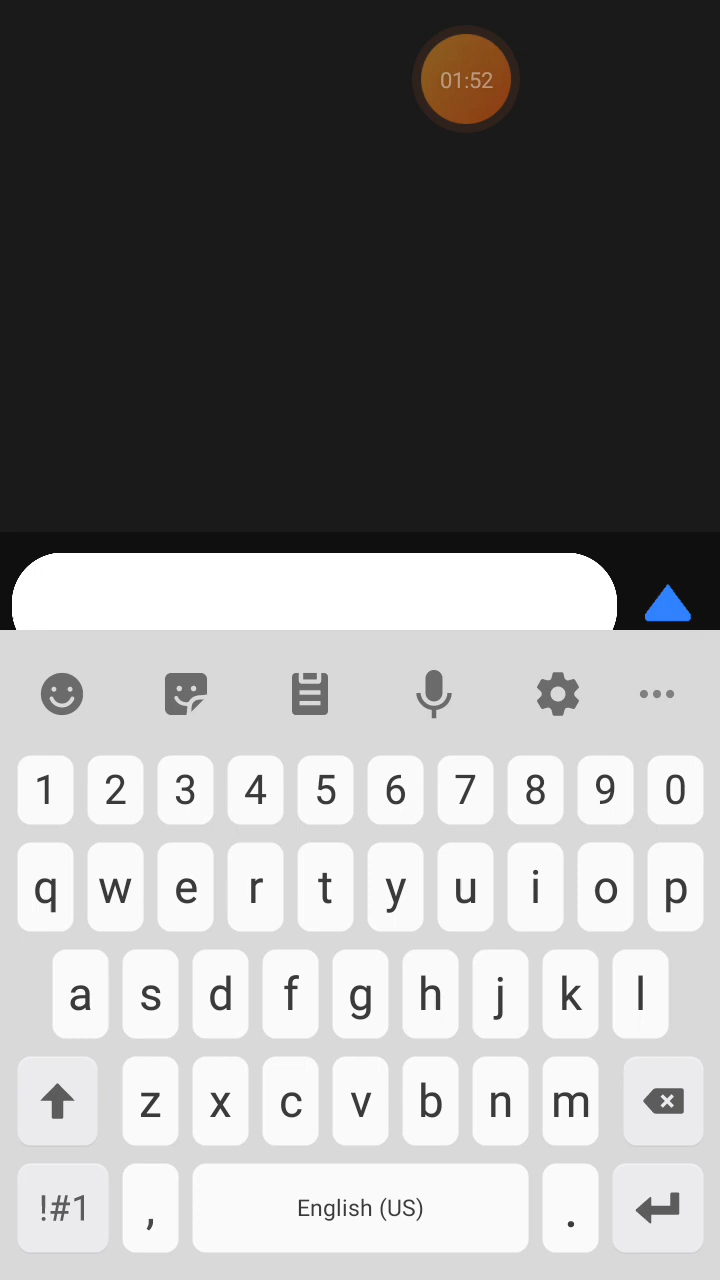 01:52
1 2 3 4 5 6 7 8 9 0
q w e r t y u i o p
a s d f g h j k l
z x c v b n m
!#1 , English (US) .